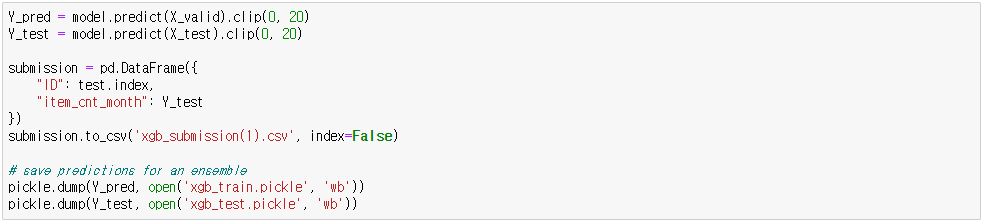 Y_pred = model.predict(X_valid).clip(0, 20)
Y_test = model.predict(X_test).clip(0, 20)
submission = pd.DataFrame({
    "ID": test.index,
    "item_cnt_month": Y_test
})
submission.to_csv('xgb_submission(1).csv', index=False)
# save predictions for an ensemble
pickle.dump(Y_pred, open('xgb_train.pickle', 'wb'))
pickle.dump(Y_test, open('xgb_test.pickle', 'wb'))